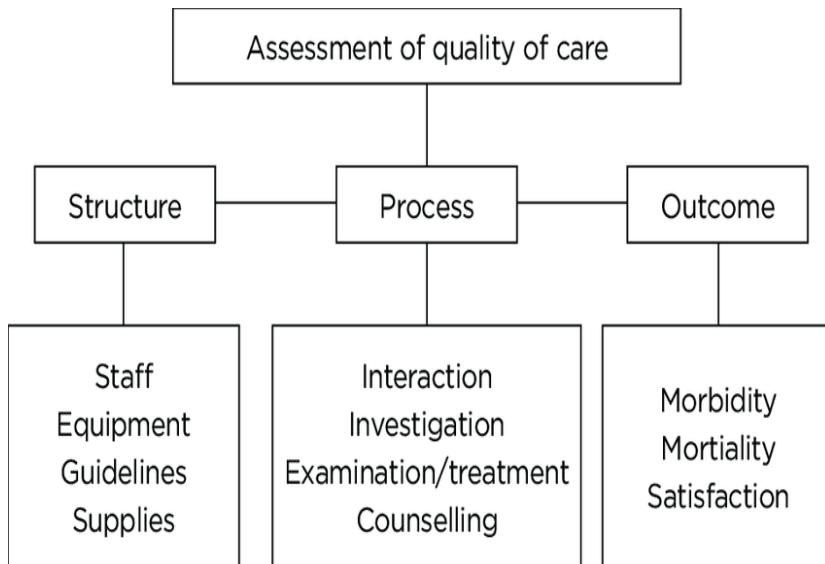 Assessment of quality of care
Structure
Process
Outcome
Staff
Equipment
Guidelines
Supplies
Interaction
Investigation
Examination/treatment
Counselling
Morbidity
Mortiality
Satisfaction